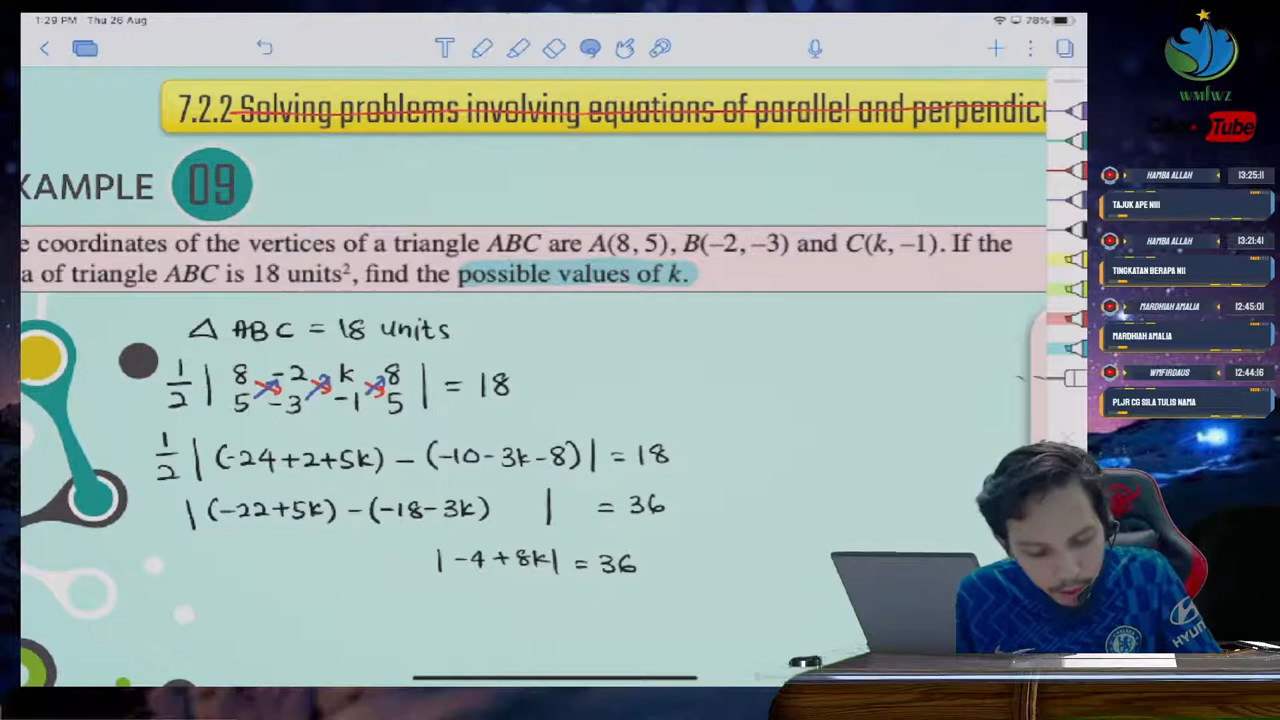 1:29 PM Thu 26 Aug
78%
wmfwz
7.2.2 Solving problems involving equations of parallel and perpendic
Tube
XAMPLE 09
e coordinates of the vertices of a triangle ABC are A(8, 5), B(−2, −3) and C(k, −1). If the
a of triangle ABC is 18 units², find the possible values of k.
△ ABC = 18 units
1/2 | 8 -2 k 8 | = 18
5 -3 -1 5
1/2 | (-24+2+5k) - (-10-3k-8) | = 18
| (-22+5k) - (-18-3k) | = 36
| -4+8k | = 36
HAMBA ALLAH 13:25:11
TAJUK APE NIII
HAMBA ALLAH 13:21:41
TINGKATAN BERAPA NII
MARDHIAH AMALIA 12:45:01
MARDHIAH AMALIA
WMFIRDAUS 12:44:16
PLJR CG SILA TULIS NAMA
HYUN